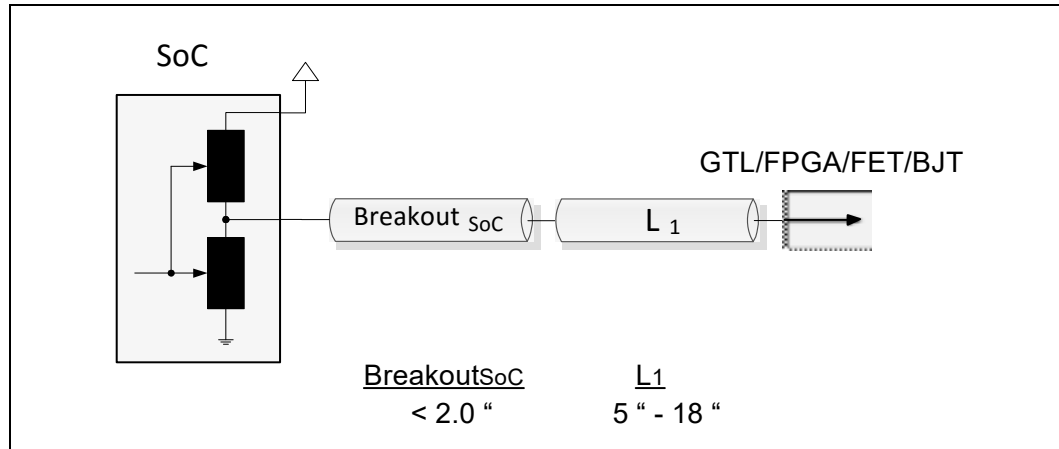 SoC
GTL/FPGA/FET/BJT
Breakout SoC
L 1
BreakoutSoC L1
< 2.0 “ 5 “ - 18 “